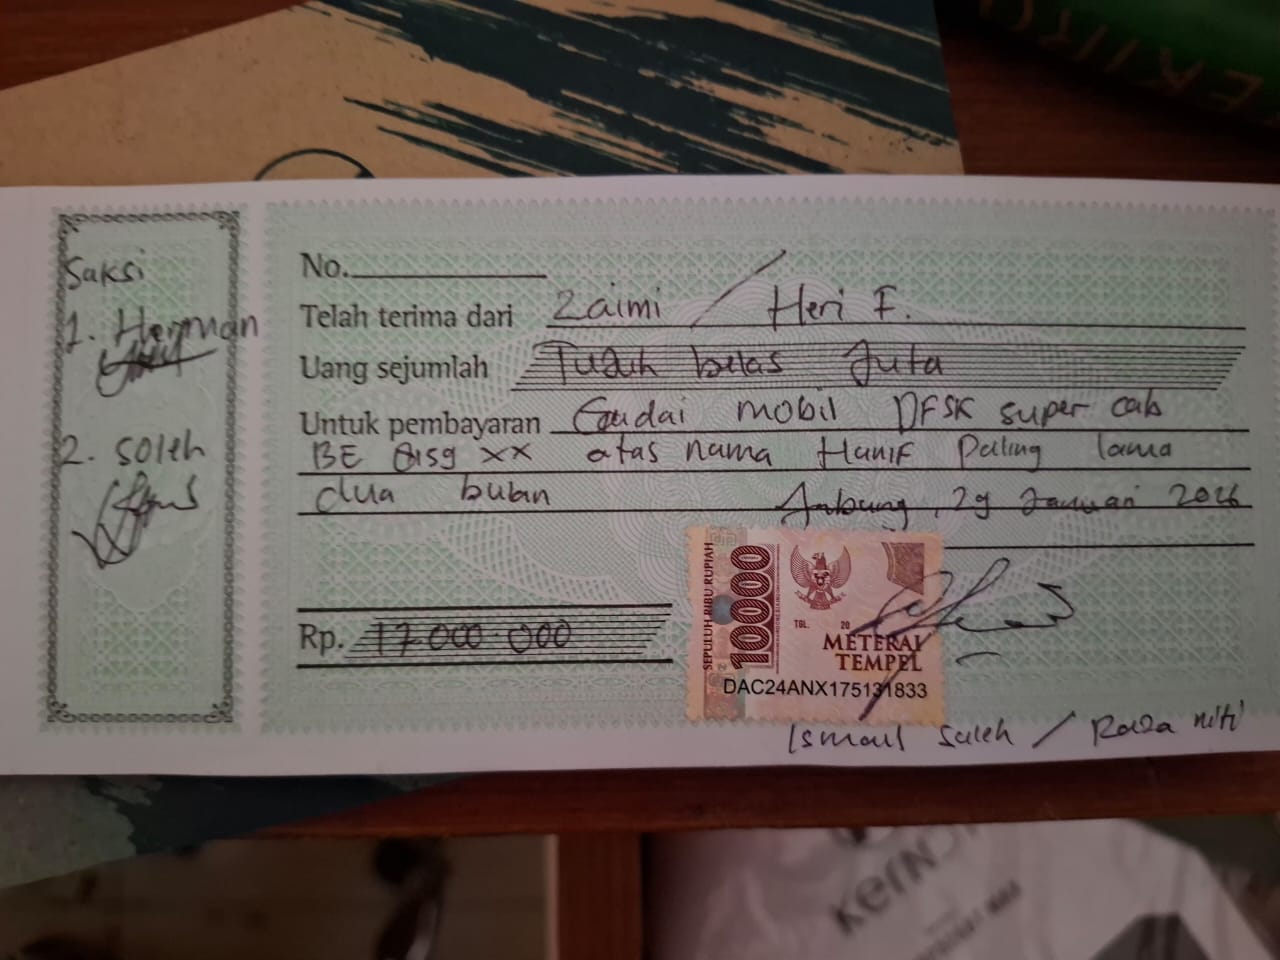 Saksi
1. Herman
2. Soleh
No.
Telah terima dari Zaimi / Heri F.
Uang sejumlah Tujuh belas Juta
Untuk pembayaran Gadai mobil DFSK super cab
BE 8159 XX atas nama Hanif Paling lama
dua bulan
, 29 Januari 2026
Rp. 17.000.000
SEPULUH RIBU RUPIAH
10000
TGL. 20
METERAI
TEMPEL
DAC24ANX175131833
Ismail Saleh /
KERN